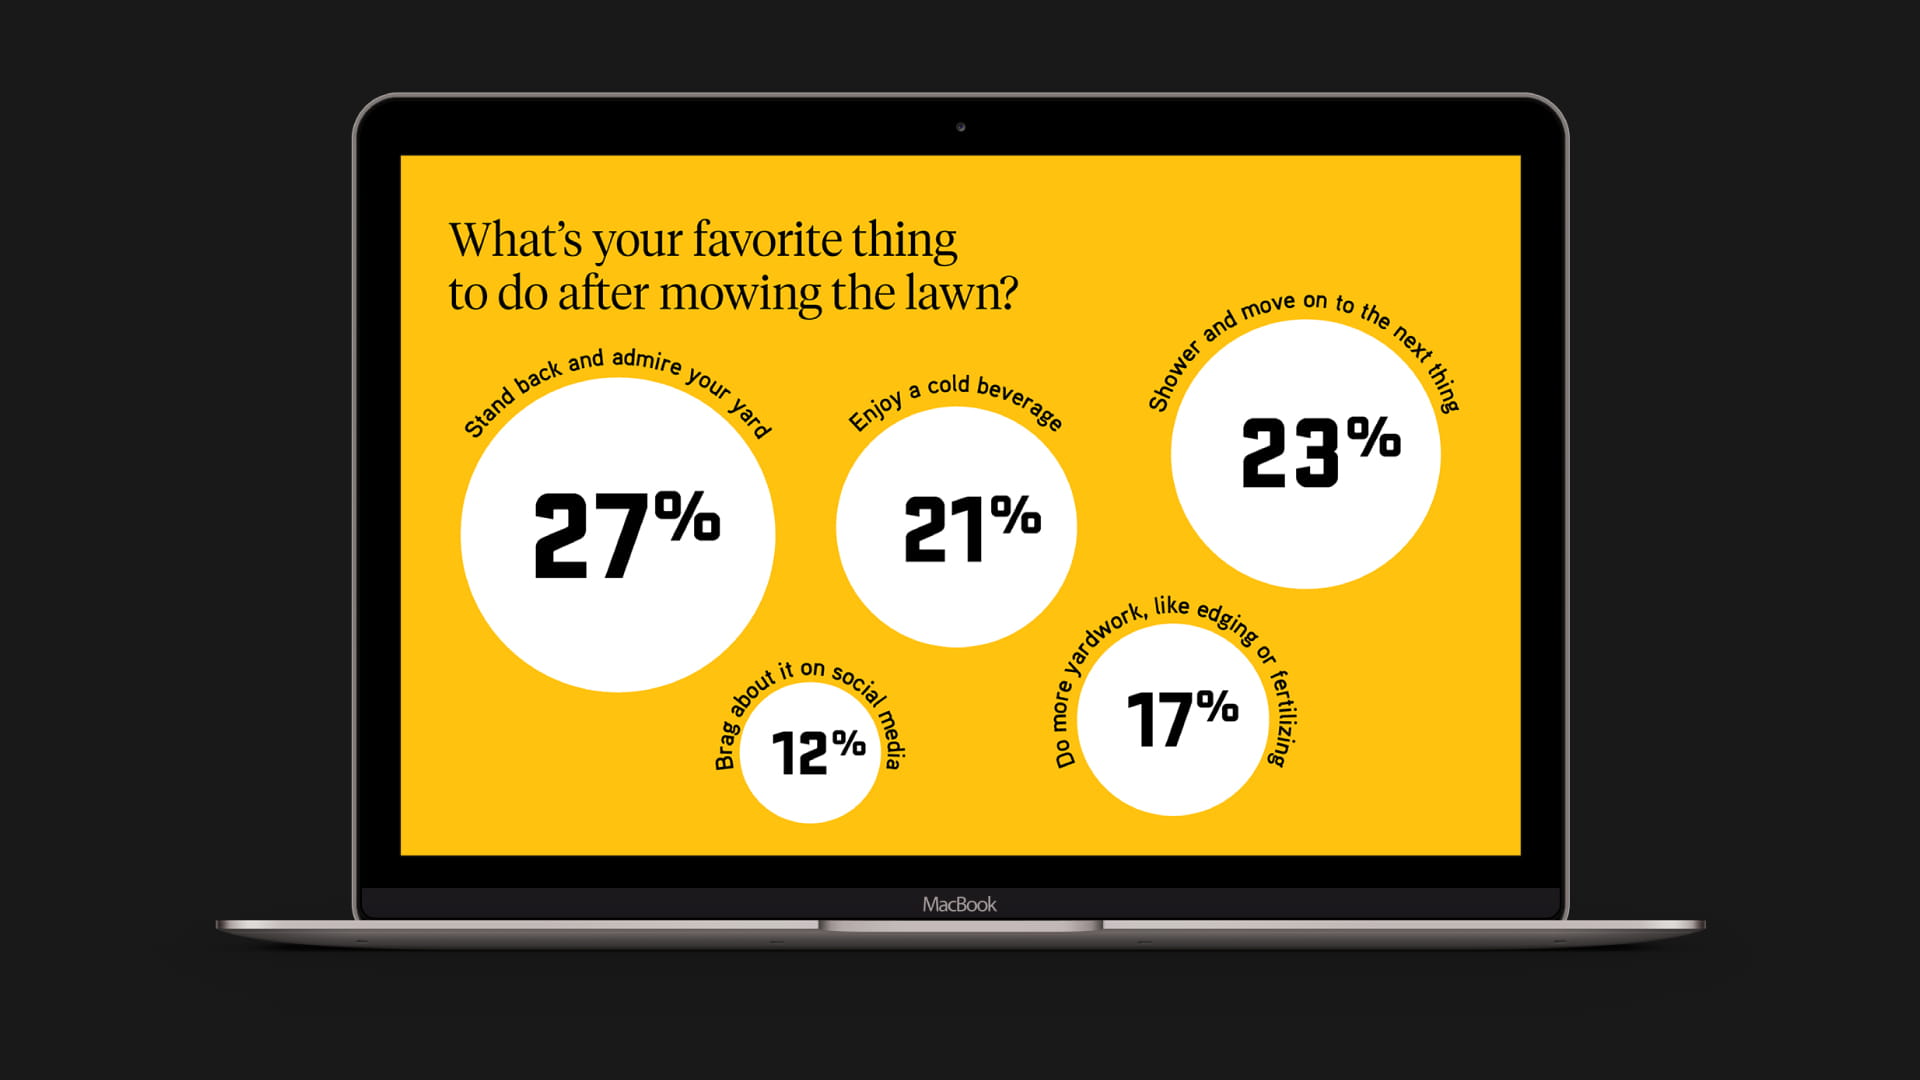 What’s your favorite thing
to do after mowing the lawn?
Stand back and admire your yard
27%
Enjoy a cold beverage
21%
Shower and move on to the next thing
23%
Brag about it on social media
12%
Do more yardwork, like edging or fertilizing
17%
MacBook